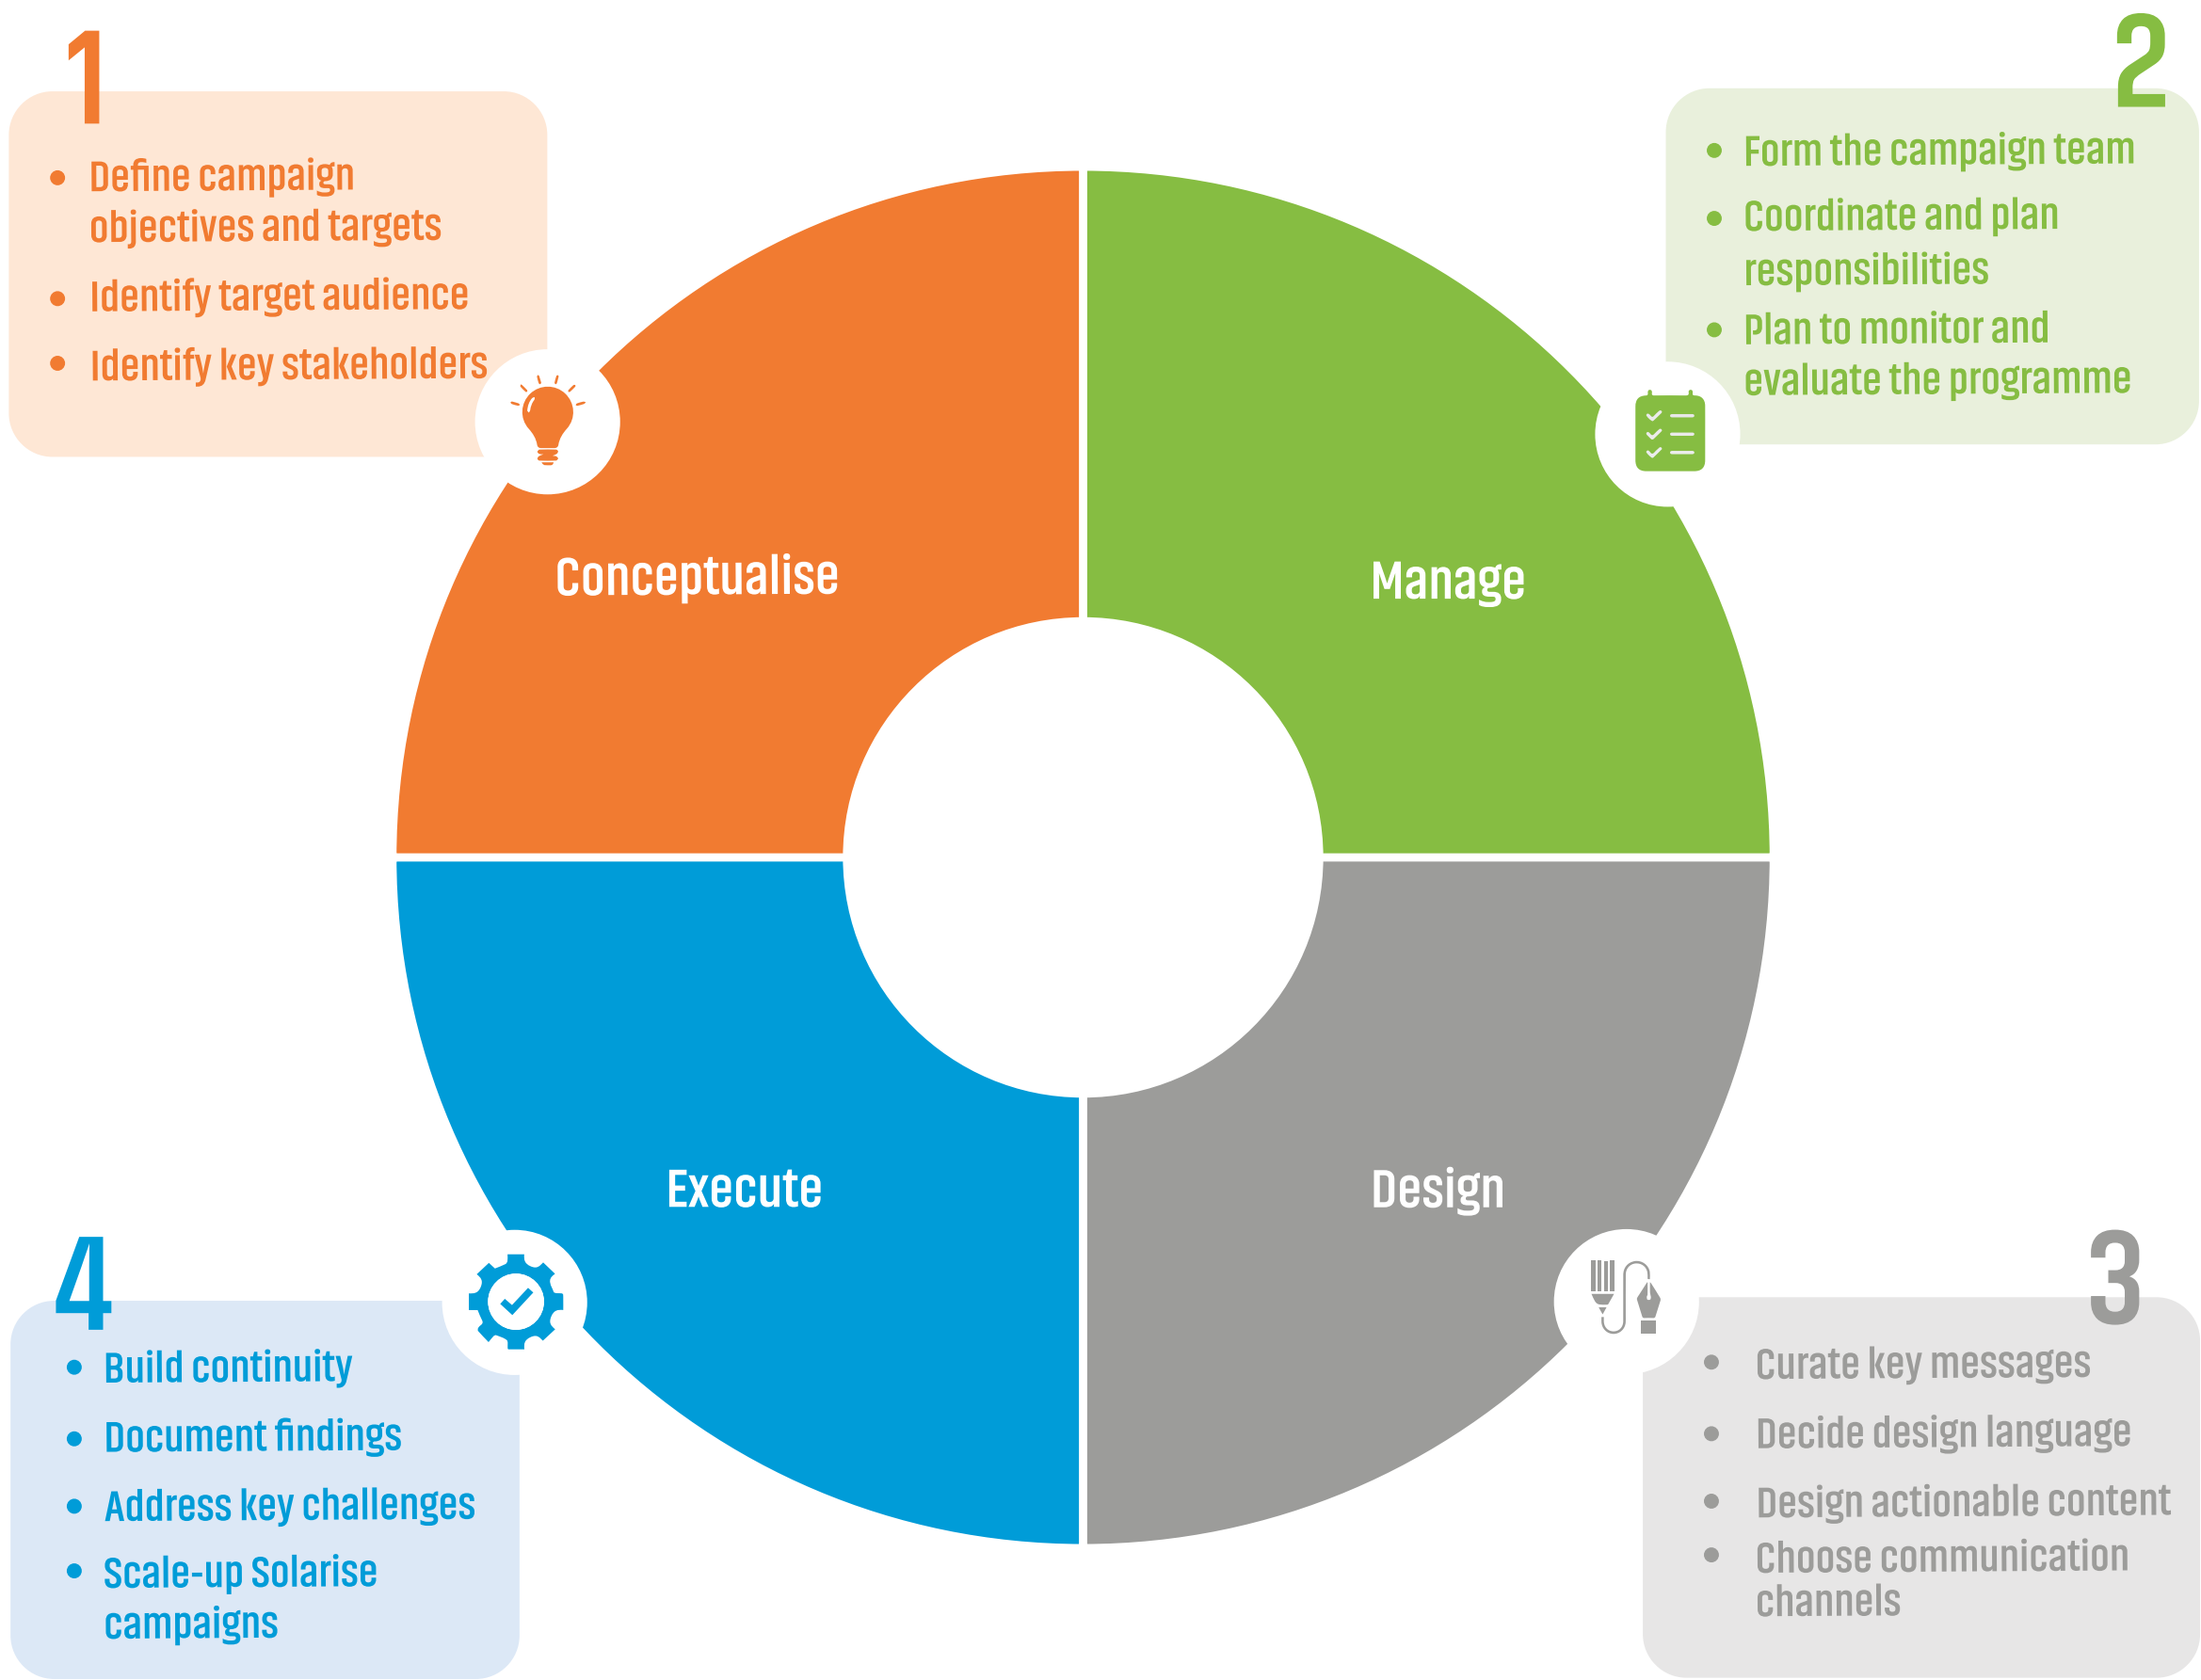 1
• Define campaign
objectives and targets
• Identify target audience
• Identify key stakeholders
2
• Form the campaign team
• Coordinate and plan
responsibilities
• Plan to monitor and
evaluate the programme
Conceptualise
Manage
Execute
Design
4
• Build continuity
• Document findings
• Address key challenges
• Scale-up Solarise
campaigns
3
• Curate key messages
• Decide design language
• Design actionable content
• Choose communication
channels